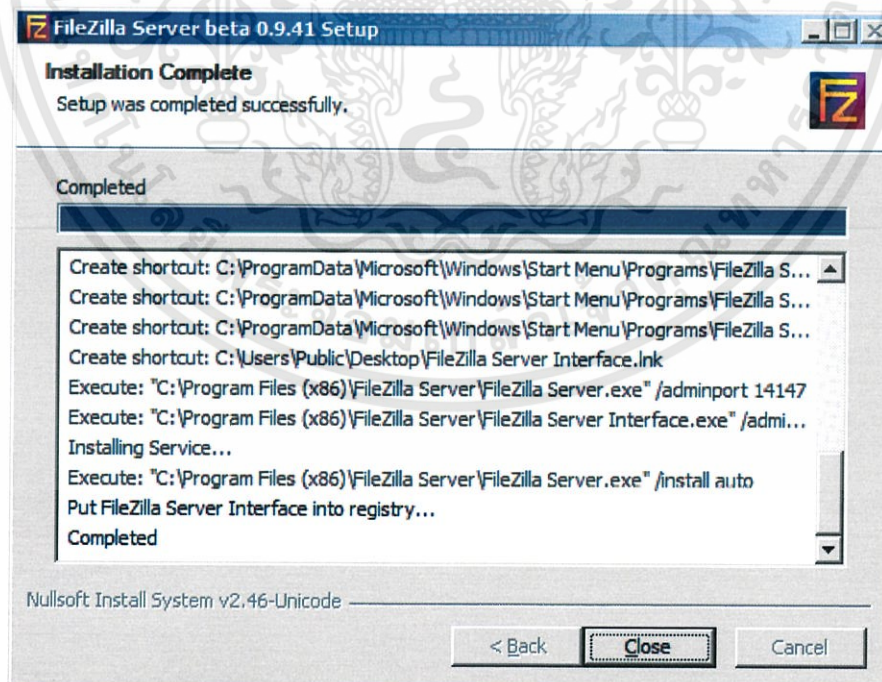 FileZilla Server beta 0.9.41 Setup
Installation Complete
Setup was completed successfully.
Completed
Create shortcut: C:\ProgramData\Microsoft\Windows\Start Menu\Programs\FileZilla S...
Create shortcut: C:\ProgramData\Microsoft\Windows\Start Menu\Programs\FileZilla S...
Create shortcut: C:\ProgramData\Microsoft\Windows\Start Menu\Programs\FileZilla S...
Create shortcut: C:\Users\Public\Desktop\FileZilla Server Interface.lnk
Execute: "C:\Program Files (x86)\FileZilla Server\FileZilla Server.exe" /adminport 14147
Execute: "C:\Program Files (x86)\FileZilla Server\FileZilla Server Interface.exe" /admi...
Installing Service...
Execute: "C:\Program Files (x86)\FileZilla Server\FileZilla Server.exe" /install auto
Put FileZilla Server Interface into registry...
Completed
Nullsoft Install System v2.46-Unicode
< Back
Close
Cancel